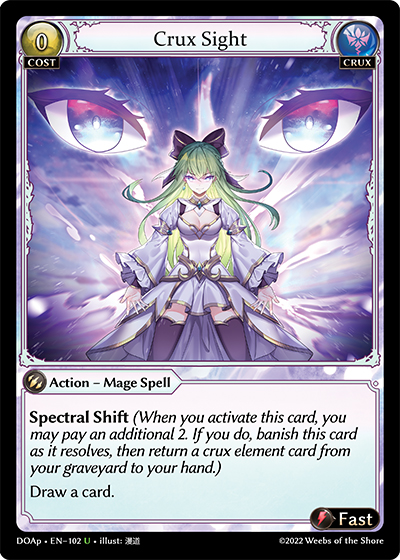 0
Crux Sight
COST
CRUX
Action – Mage Spell
Spectral Shift (When you activate this card, you
may pay an additional 2. If you do, banish this card
as it resolves, then return a crux element card from
your graveyard to your hand.)
Draw a card.
Fast
DOAp • EN–102 U • illust: 漫道
©2022 Weebs of the Shore